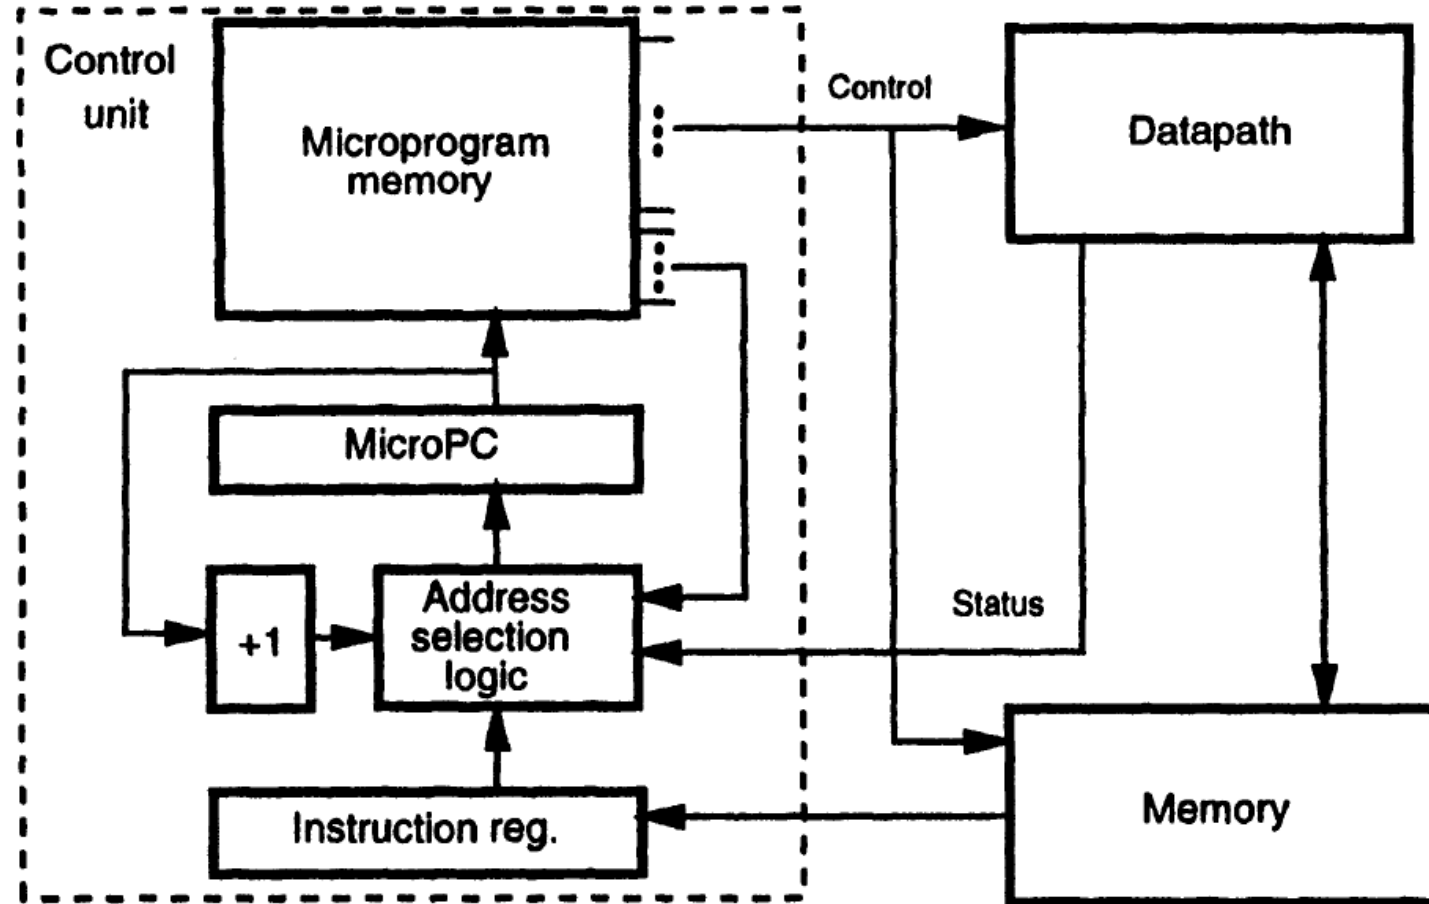 Control
unit
Microprogram
memory
Control
Datapath
MicroPC
+1
Address
selection
logic
Status
Instruction reg.
Memory